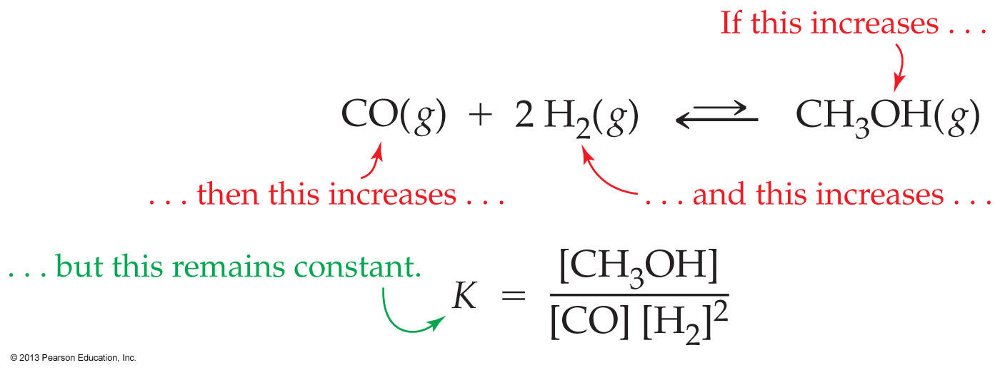 If this increases . . .
CO(g) + 2 H₂(g) ⇌ CH₃OH(g)
. . . then this increases . . . . . . and this increases . . .
. . . but this remains constant.
K = [CH₃OH] / [CO] [H₂]²
© 2013 Pearson Education, Inc.